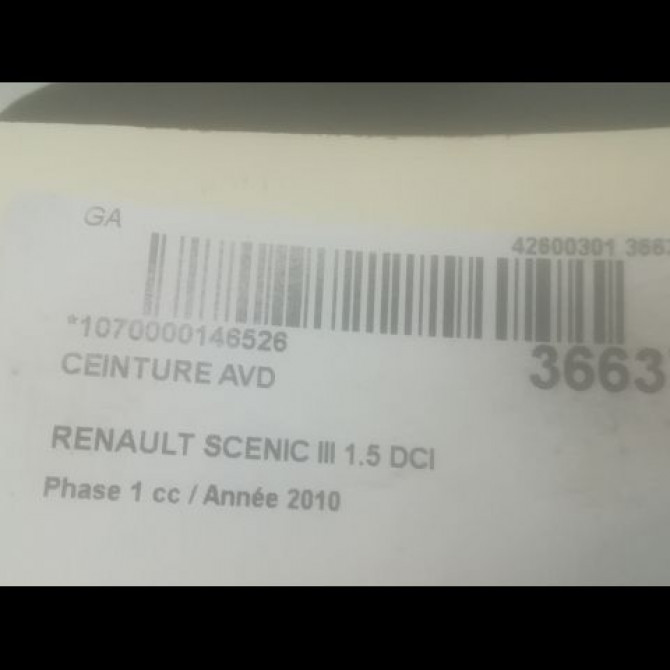 GA
42600301 3663
*1070000146526
3663
CEINTURE AVD
RENAULT SCENIC III 1.5 DCI
Phase 1 cc / Année 2010